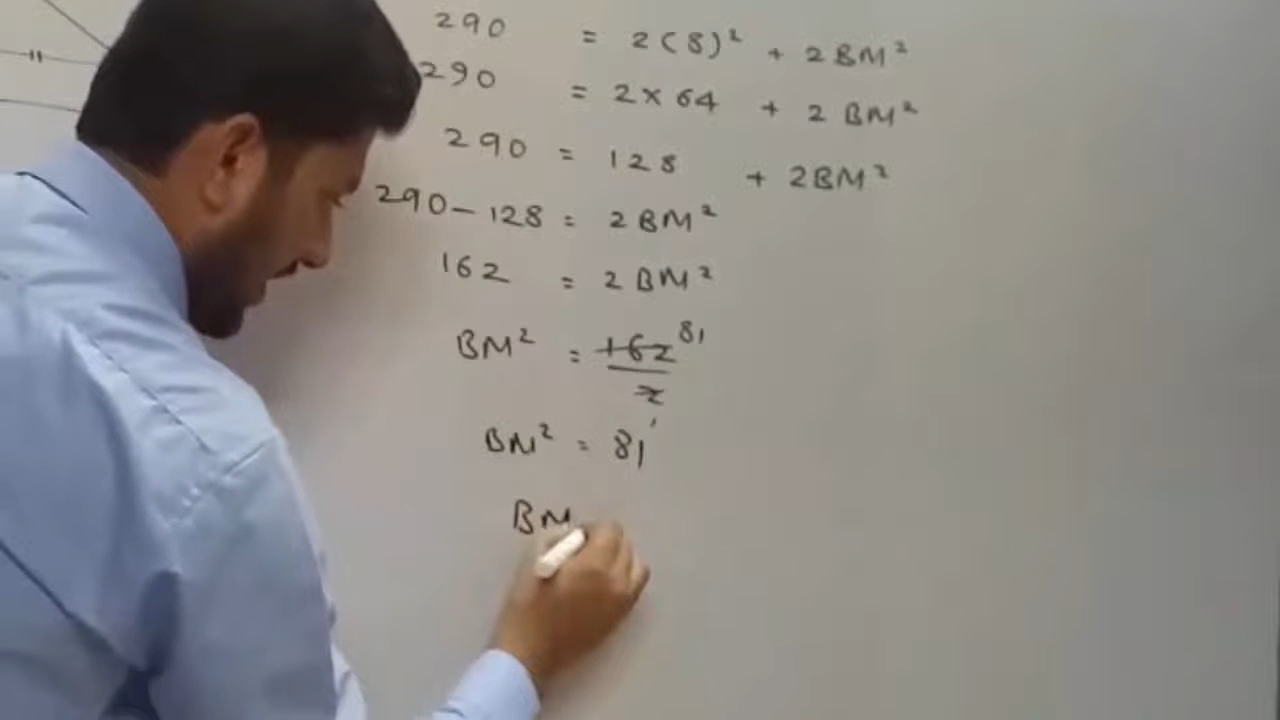 290 = 2(8)² + 2BM²
290 = 2×64 + 2BM²
290 = 128 + 2BM²
290-128 = 2BM²
162 = 2BM²
BM² = 162 81
2
BM² = 81
BM